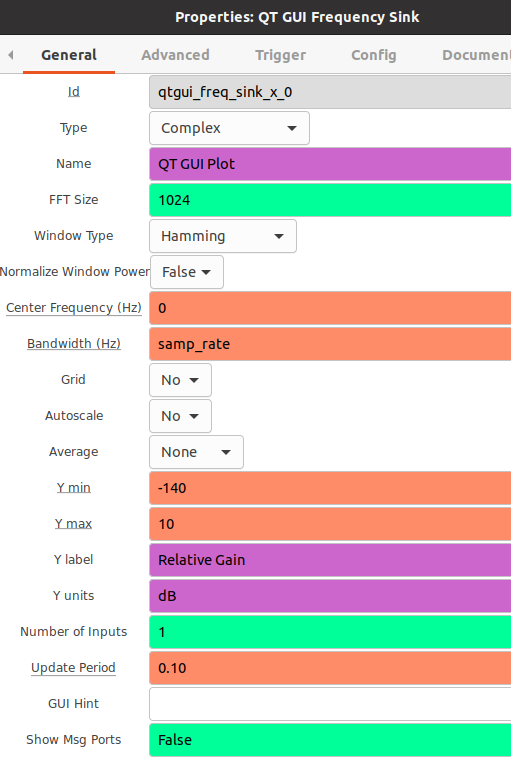 Properties: QT GUI Frequency Sink
General Advanced Trigger Config Document
Id qtgui_freq_sink_x_0
Type Complex
Name QT GUI Plot
FFT Size 1024
Window Type Hamming
Normalize Window Power False
Center Frequency (Hz) 0
Bandwidth (Hz) samp_rate
Grid No
Autoscale No
Average None
Y min -140
Y max 10
Y label Relative Gain
Y units dB
Number of Inputs 1
Update Period 0.10
GUI Hint
Show Msg Ports False